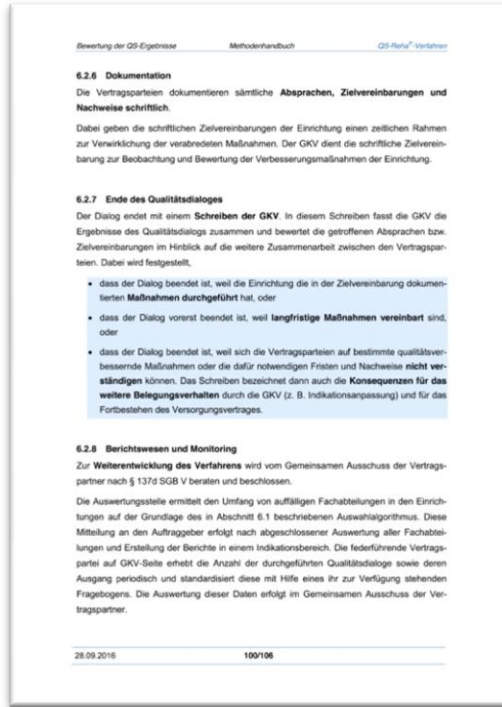 Bewertung der QS-Ergebnisse Methodenhandbuch QS-Reha®-Verfahren
6.2.6 Dokumentation
Die Vertragsparteien dokumentieren sämtliche Absprachen, Zielvereinbarungen und
Nachweise schriftlich.
Dabei geben die schriftlichen Zielvereinbarungen der Einrichtung einen zeitlichen Rahmen
zur Verwirklichung der verabredeten Maßnahmen. Der GKV dient die schriftliche Zielverein-
barung zur Beobachtung und Bewertung der Verbesserungsmaßnahmen der Einrichtung.
6.2.7 Ende des Qualitätsdialoges
Der Dialog endet mit einem Schreiben der GKV. In diesem Schreiben fasst die GKV die
Ergebnisse des Qualitätsdialogs zusammen und bewertet die getroffenen Absprachen bzw.
Zielvereinbarungen im Hinblick auf die weitere Zusammenarbeit zwischen den Vertragspar-
teien. Dabei wird festgestellt,
• dass der Dialog beendet ist, weil die Einrichtung die in der Zielvereinbarung dokumen-
tierten Maßnahmen durchgeführt hat, oder
• dass der Dialog vorerst beendet ist, weil langfristige Maßnahmen vereinbart sind,
oder
• dass der Dialog beendet ist, weil sich die Vertragsparteien auf bestimmte qualitätsver-
bessernde Maßnahmen oder die dafür notwendigen Fristen und Nachweise nicht ver-
ständigen können. Das Schreiben bezeichnet dann auch die Konsequenzen für das
weitere Belegungsverhalten durch die GKV (z. B. Indikationsanpassung) und für das
Fortbestehen des Versorgungsvertrages.
6.2.8 Berichtswesen und Monitoring
Zur Weiterentwicklung des Verfahrens wird vom Gemeinsamen Ausschuss der Vertrags-
partner nach § 137d SGB V beraten und beschlossen.
Die Auswertungsstelle ermittelt den Umfang von auffälligen Fachabteilungen in den Einrich-
tungen auf der Grundlage des in Abschnitt 6.1 beschriebenen Auswahlalgorithmus. Diese
Mitteilung an den Auftraggeber erfolgt nach abgeschlossener Auswertung aller Fachabtei-
lungen und Erstellung der Berichte in einem Indikationsbereich. Die federführende Vertrags-
partei auf GKV-Seite erhebt die Anzahl der durchgeführten Qualitätsdialoge sowie deren
Ausgang periodisch und standardisiert diese mit Hilfe eines ihr zur Verfügung stehenden
Fragebogens. Die Auswertung dieser Daten erfolgt im Gemeinsamen Ausschuss der Ver-
tragspartner.
28.09.2016 100/106